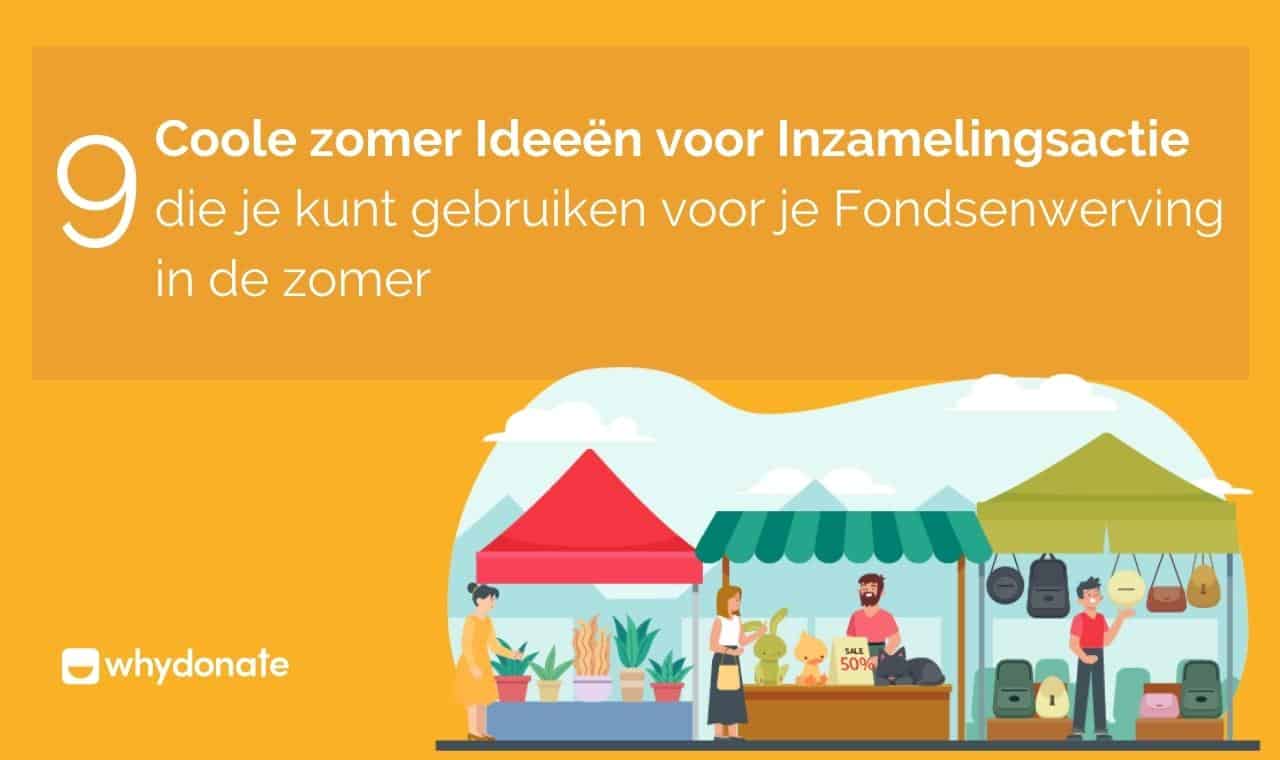 9
Coole zomer Ideeën voor Inzamelingsactie
die je kunt gebruiken voor je Fondsenwerving
in de zomer
whydonate
SALE
50%